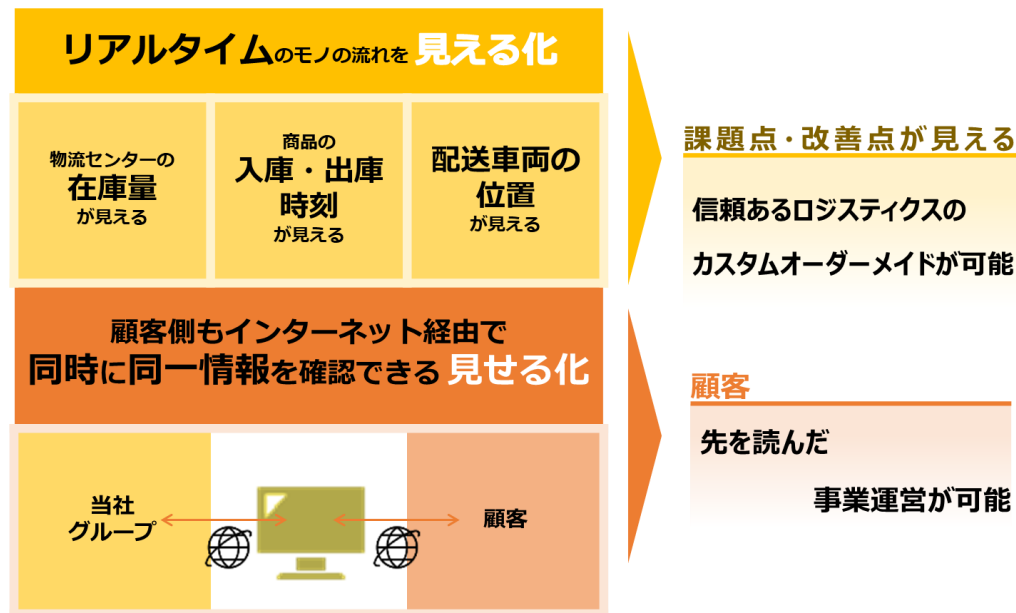 リアルタイムのモノの流れを 見える化
物流センターの
在庫量
が見える
商品の
入庫・出庫
時刻
が見える
配送車両の
位置
が見える
課題点・改善点が見える
信頼あるロジスティクスの
カスタムオーダーメイドが可能
顧客側もインターネット経由で
同時に同一情報を確認できる 見せる化
当社
グループ
顧客
顧客
先を読んだ
事業運営が可能